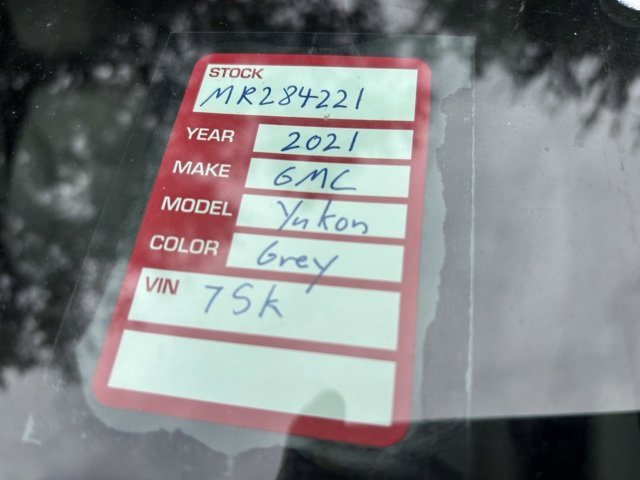 STOCK
MR284221
YEAR 2021
MAKE GMC
MODEL Yukon
COLOR Grey
VIN 75k